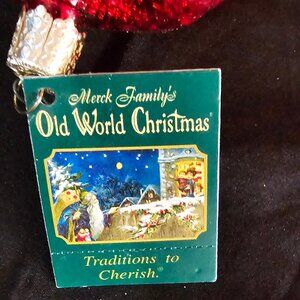 Merck Family's
Old World Christmas®
Traditions to
Cherish.®